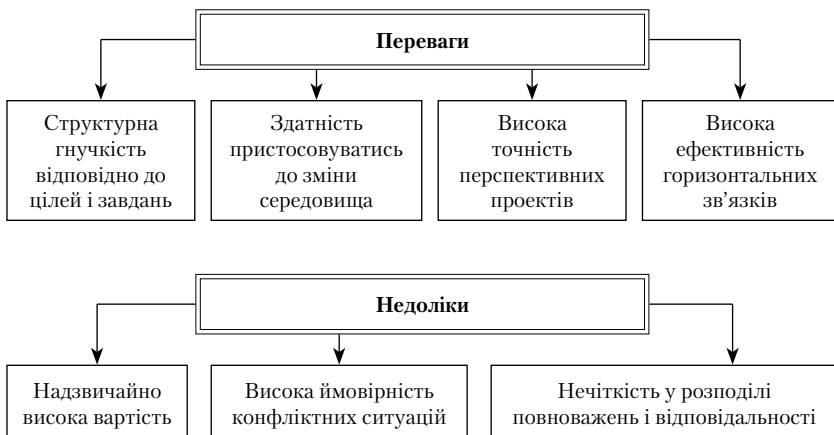 Переваги
Структурна
гнучкість
відповідно до
цілей і завдань
Здатність
пристосовуватись
до зміни
середовища
Висока
точність
перспективних
проектів
Висока
ефективність
горизонтальних
зв’язків
Недоліки
Надзвичайно
висока вартість
Висока ймовірність
конфліктних ситуацій
Нечіткість у розподілі
повноважень і відповідальності